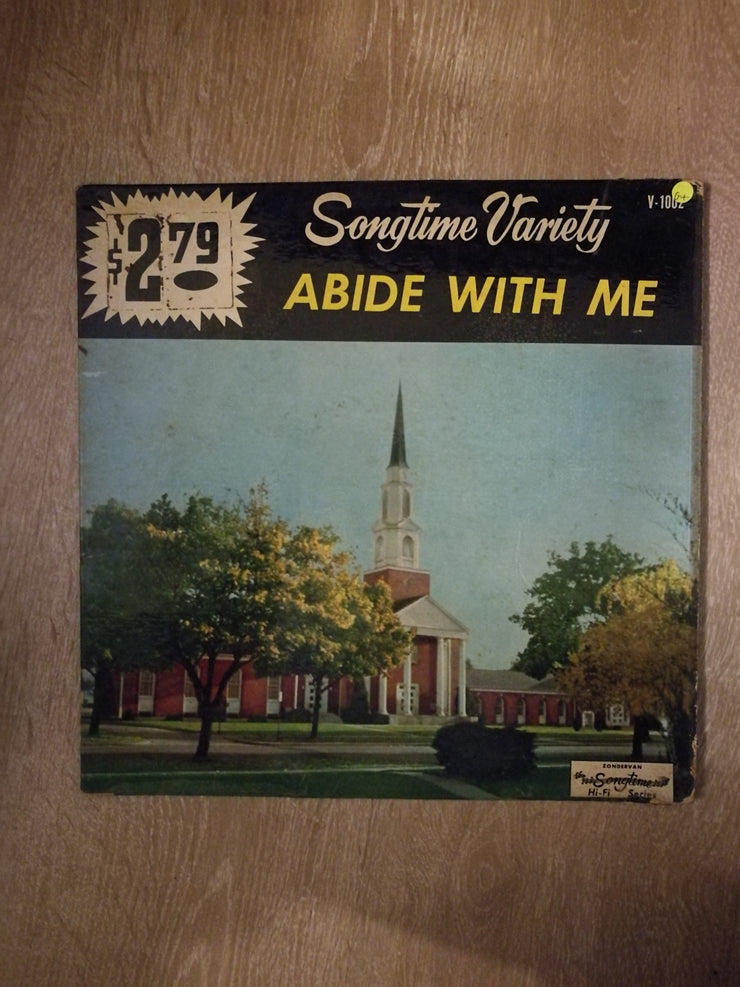 $2 79
Songtime Variety
V-1002
G+
ABIDE WITH ME
ZONDERVAN
Songtime
Hi-Fi Series